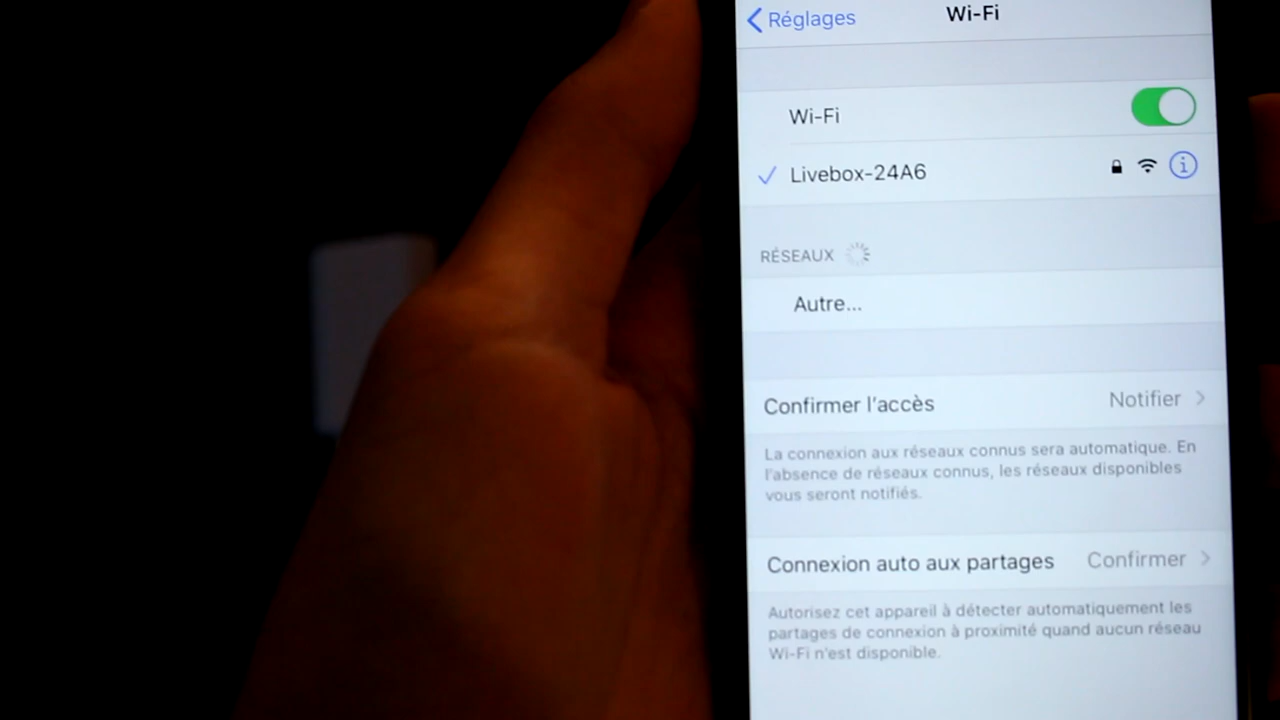 Réglages
Wi-Fi
Wi-Fi
Livebox-24A6
RÉSEAUX
Autre...
Confirmer l'accès Notifier
La connexion aux réseaux connus sera automatique. En
l'absence de réseaux connus, les réseaux disponibles
vous seront notifiés.
Connexion auto aux partages Confirmer
Autorisez cet appareil à détecter automatiquement les
partages de connexion à proximité quand aucun réseau
Wi-Fi n'est disponible.